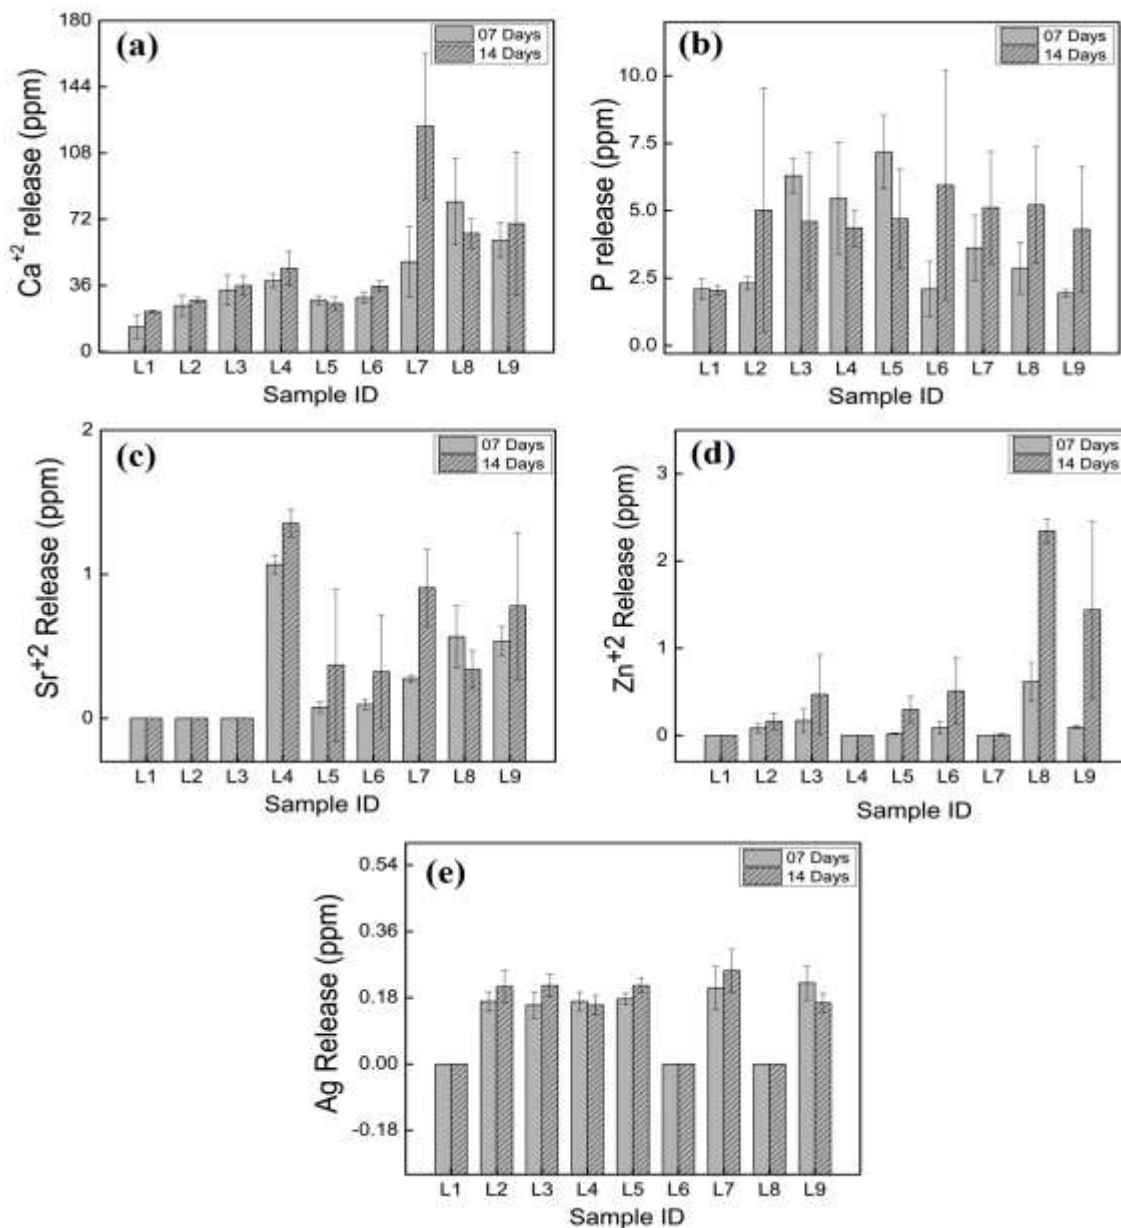 (a)
07 Days
14 Days
Ca+2 release (ppm)
180
144
108
72
36
0
L1 L2 L3 L4 L5 L6 L7 L8 L9
Sample ID
(b)
07 Days
14 Days
P release (ppm)
10.0
7.5
5.0
2.5
0.0
L1 L2 L3 L4 L5 L6 L7 L8 L9
Sample ID
(c)
07 Days
14 Days
Sr+2 Release (ppm)
2
1
0
L1 L2 L3 L4 L5 L6 L7 L8 L9
Sample ID
(d)
07 Days
14 Days
Zn+2 Release (ppm)
3
2
1
0
L1 L2 L3 L4 L5 L6 L7 L8 L9
Sample ID
(e)
07 Days
14 Days
Ag Release (ppm)
0.54
0.36
0.18
0.00
-0.18
L1 L2 L3 L4 L5 L6 L7 L8 L9
Sample ID